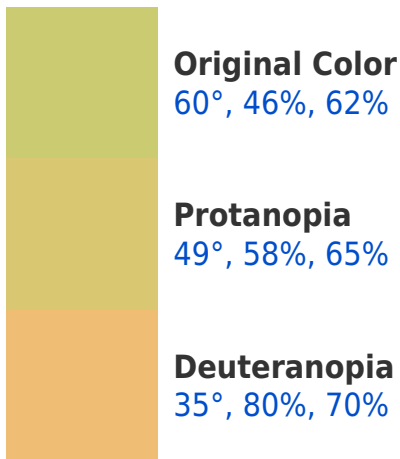 Original Color
60°, 46%, 62%
Protanopia
49°, 58%, 65%
Deuteranopia
35°, 80%, 70%